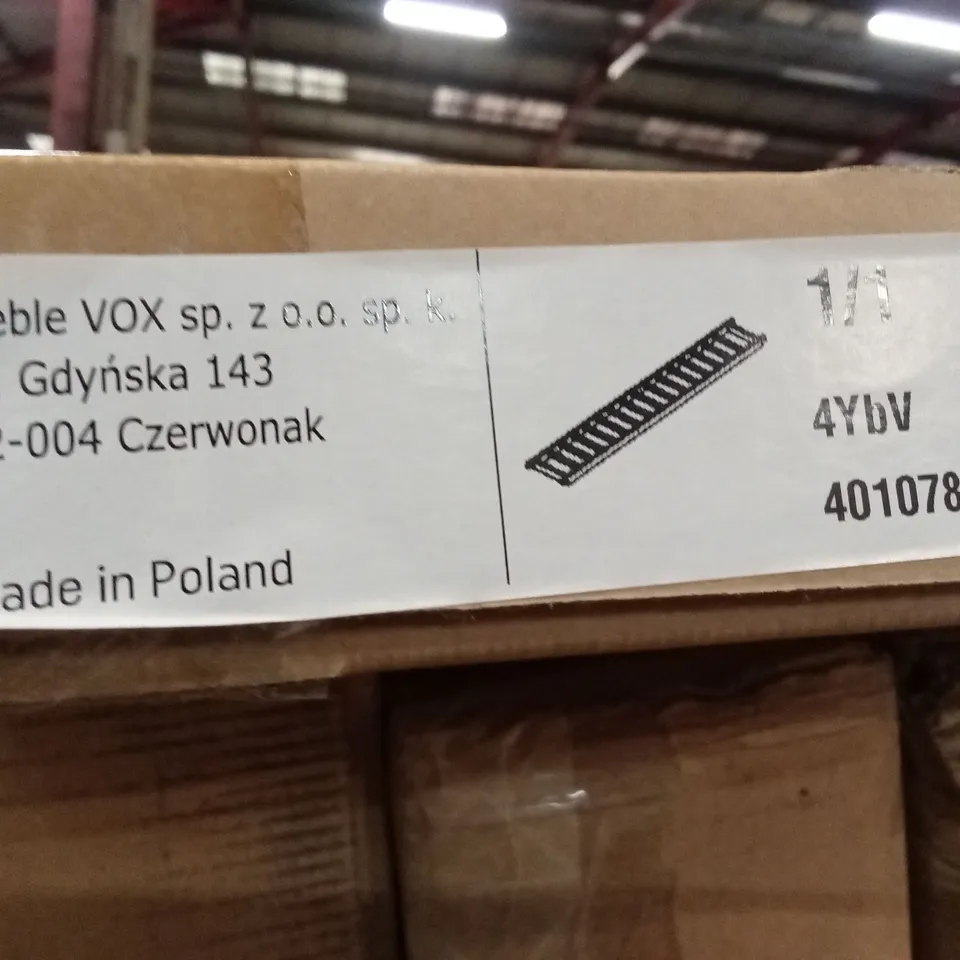 eble VOX sp. z o.o. sp. k.
Gdyńska 143
2-004 Czerwonak
ade in Poland
1/1
4YbV
401078